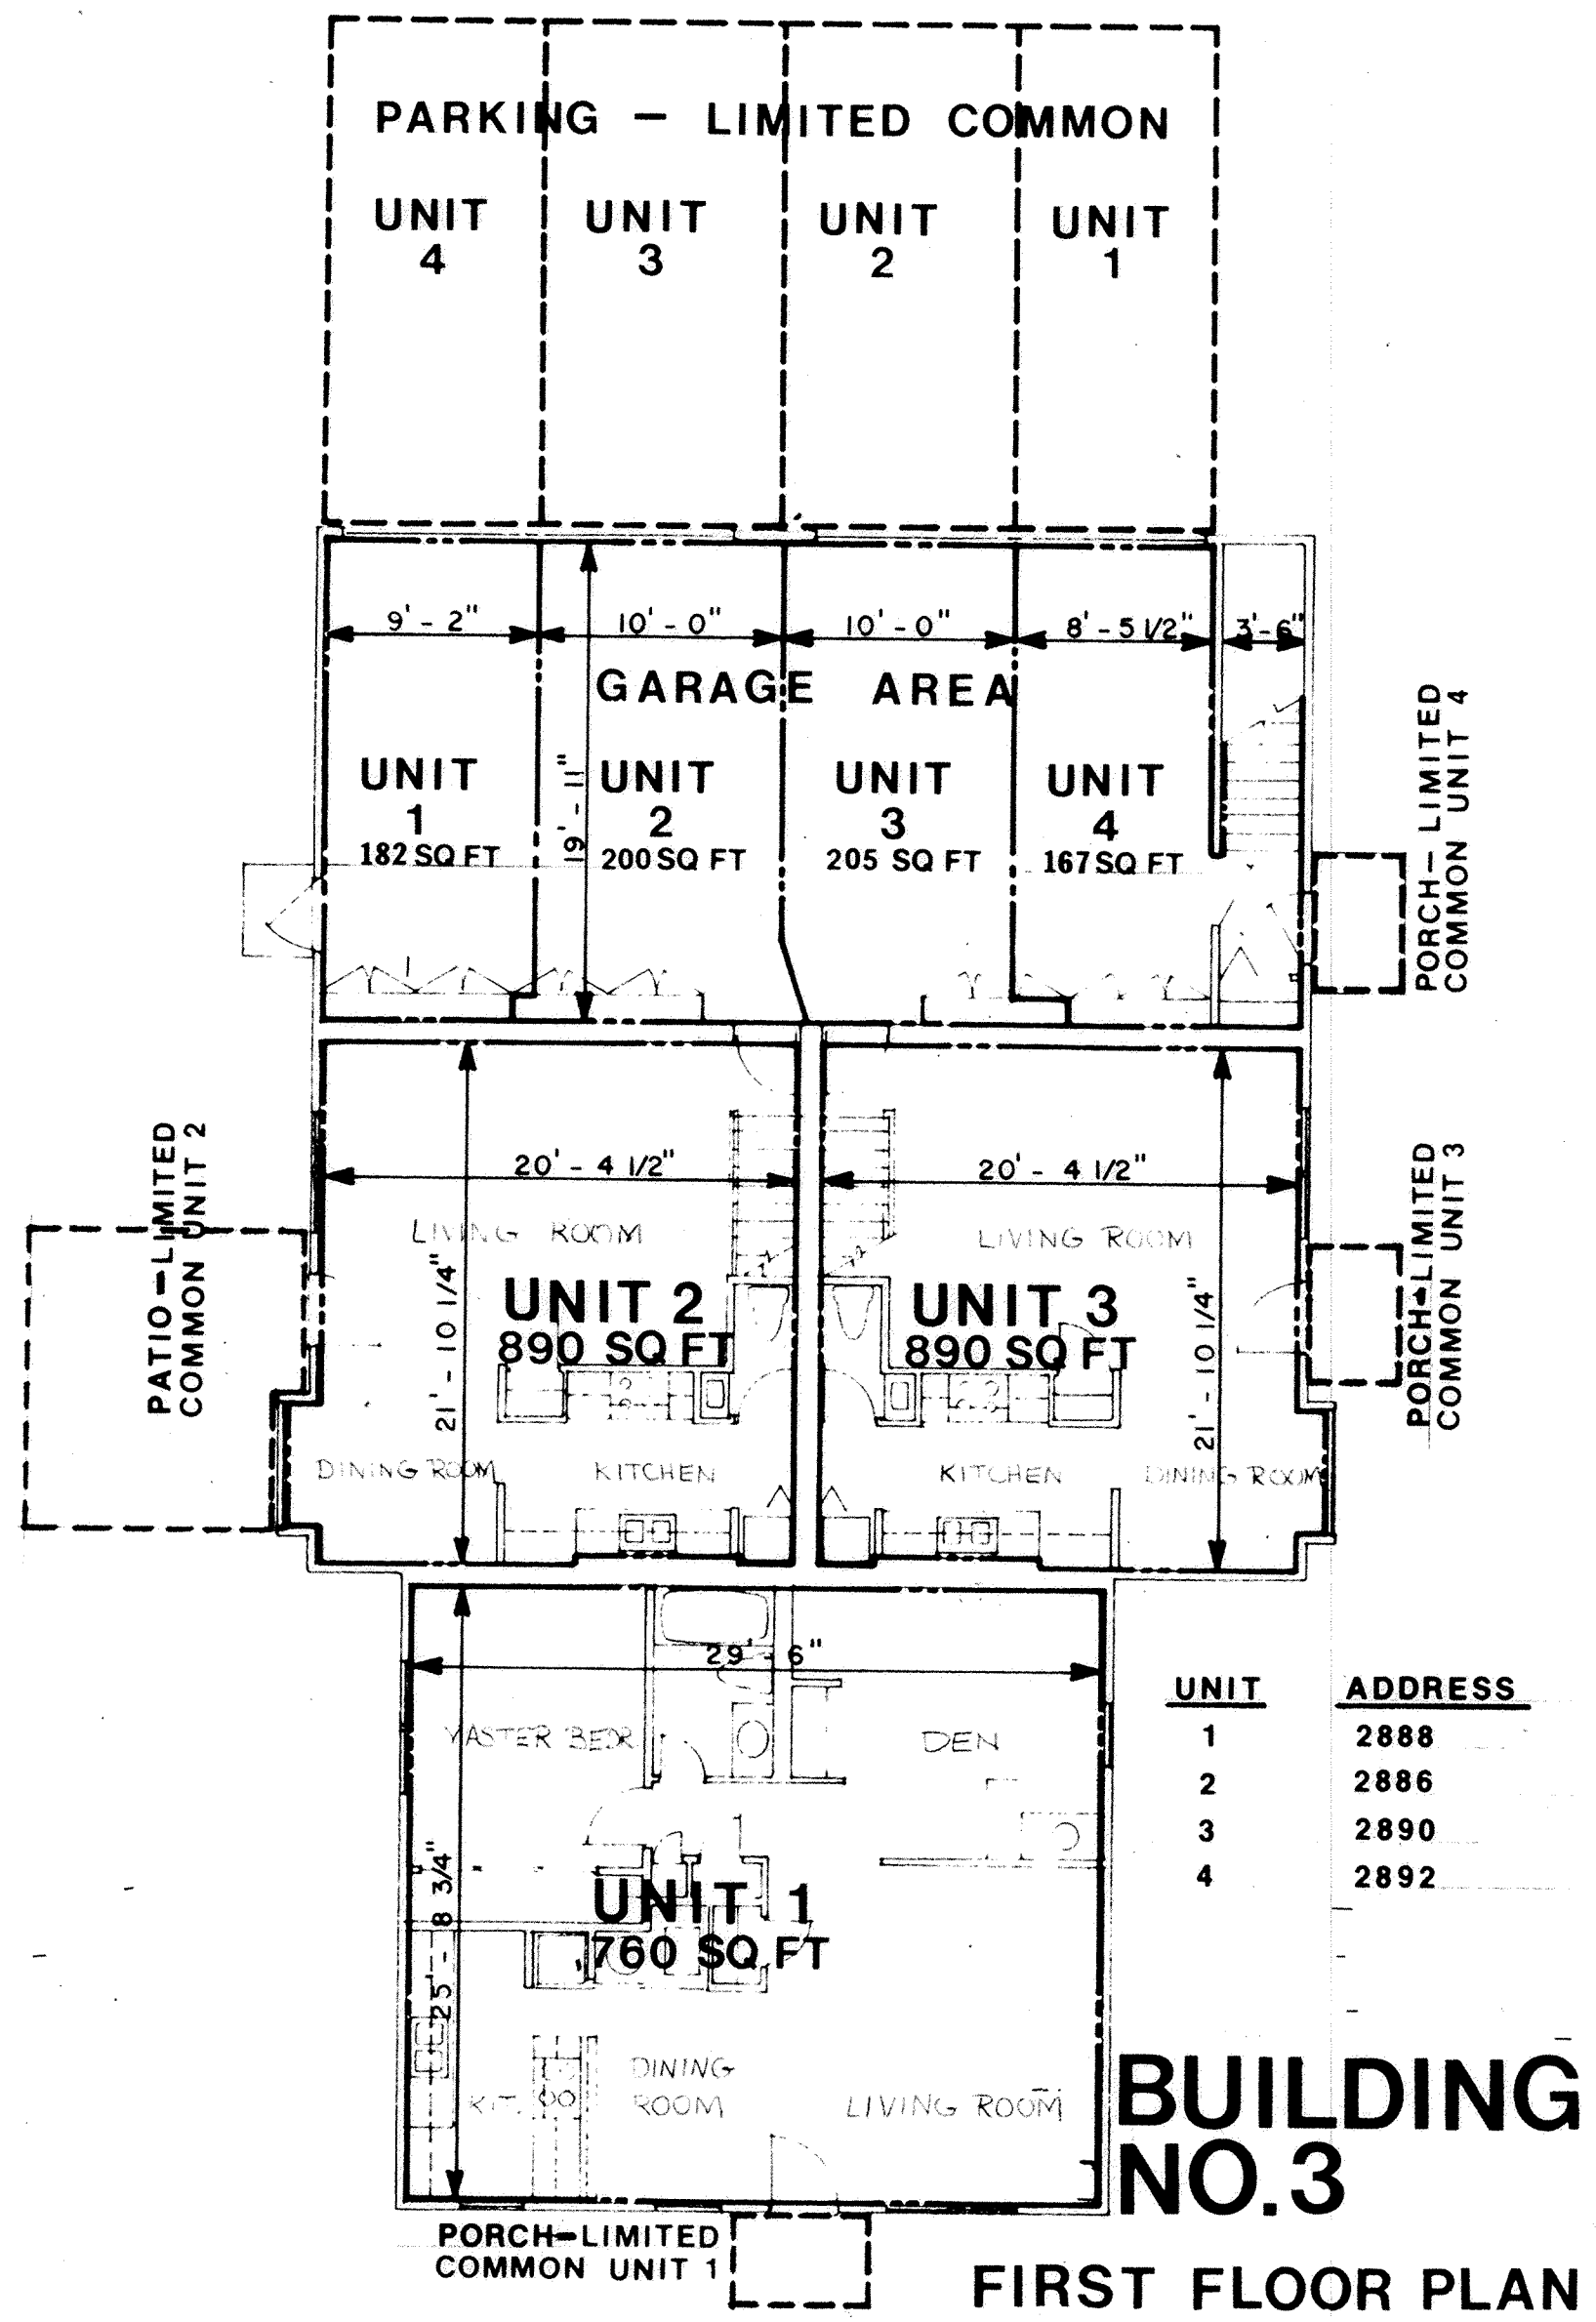 PARKING – LIMITED COMMON
UNIT 4
UNIT 3
UNIT 2
UNIT 1
9' - 2"
10' - 0"
10' - 0"
8' - 5 1/2"
3'-6"
GARAGE AREA
19' - 11"
UNIT 1
182 SQ FT
UNIT 2
200 SQ FT
UNIT 3
205 SQ FT
UNIT 4
167 SQ FT
PORCH–LIMITED
COMMON UNIT 4
20' - 4 1/2"
20' - 4 1/2"
LIVING ROOM
LIVING ROOM
PATIO–LIMITED
COMMON UNIT 2
21' - 10 1/4"
UNIT 2
890 SQ FT
UNIT 3
890 SQ FT
21' - 10 1/4"
PORCH–LIMITED
COMMON UNIT 3
DINING ROOM
KITCHEN
KITCHEN
DINING ROOM
29' 6"
MASTER BEDR.
DEN
25' - 8 3/4"
UNIT 1
760 SQ FT
KIT.
DINING
ROOM
LIVING ROOM
UNIT ADDRESS
1 2888
2 2886
3 2890
4 2892
BUILDING
NO.3
PORCH–LIMITED
COMMON UNIT 1
FIRST FLOOR PLAN